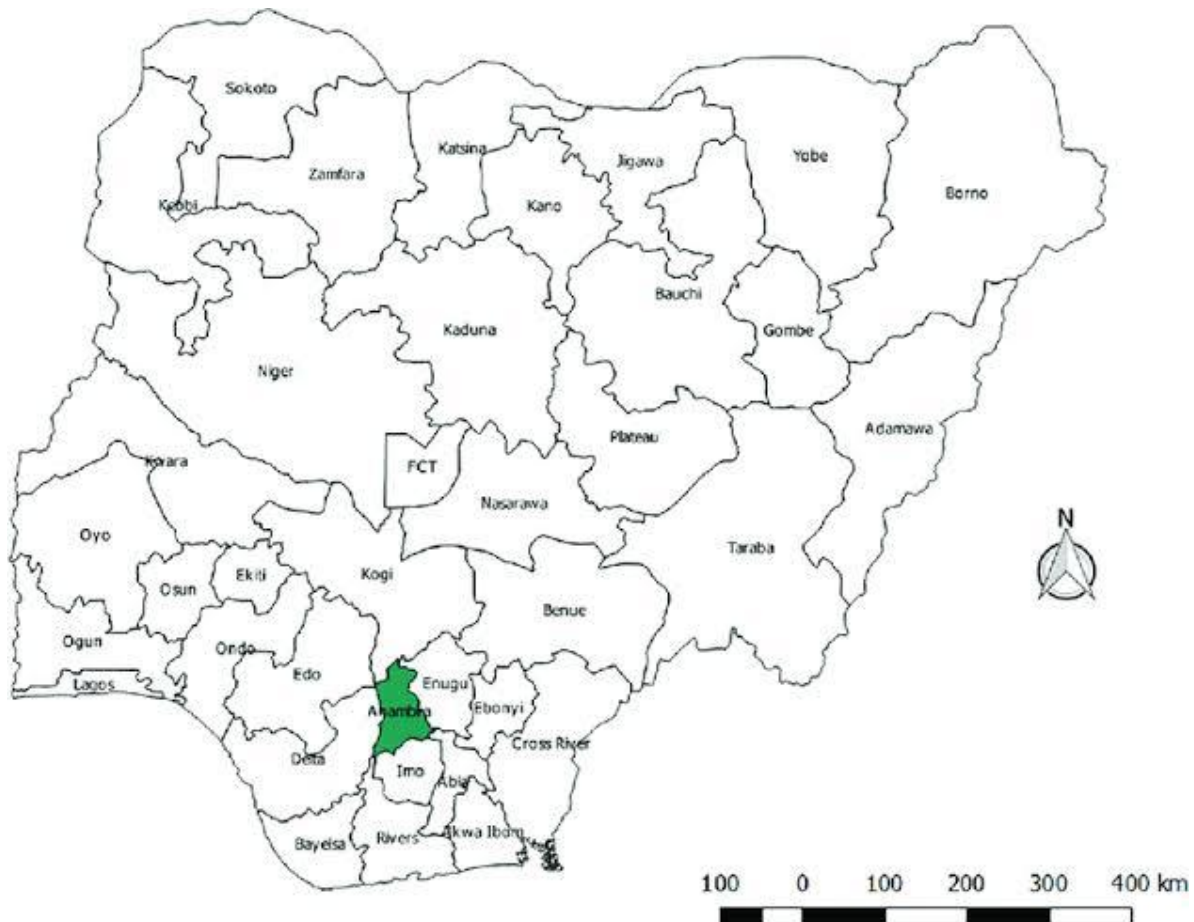 Sokoto
Katsina
Jigawa
Yobe
Borno
Zamfara
Kano
Kebbi
Bauchi
Kaduna
Gombe
Niger
Adamawa
Plateau
FCT
Kwara
Nasarawa
N
Oyo
Taraba
Kogi
Ekiti
Osun
Benue
Ogun
Ondo
Edo
Enugu
Lagos
Anambra
Ebonyi
Cross River
Delta
Imo
Abia
Bayelsa
Rivers
Akwa Ibom
100 0 100 200 300 400 km